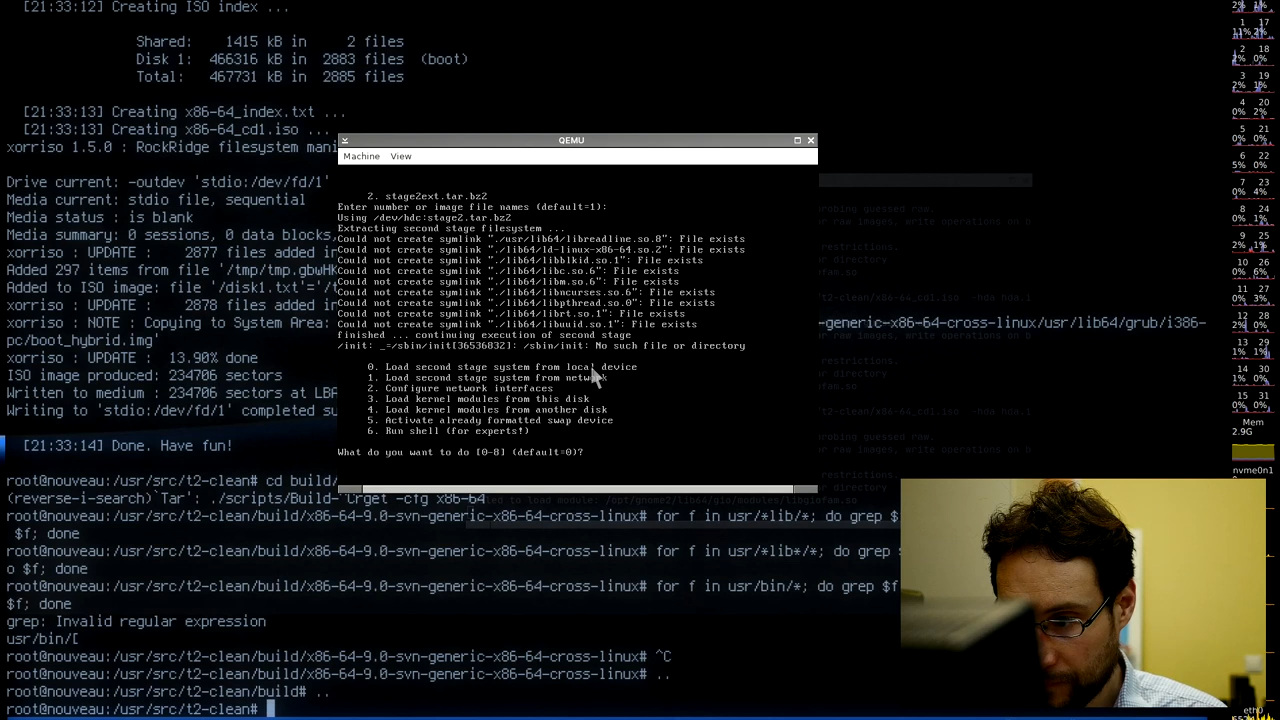 [21:33:12] Creating ISO index ...
Shared: 1415 kB in 2 files
Disk 1: 466316 kB in 2883 files (boot)
Total: 467731 kB in 2885 files
[21:33:13] Creating x86-64_index.txt ...
[21:33:13] Creating x86-64_cd1.iso ...
xorriso 1.5.0 : RockRidge filesystem mani
Drive current: -outdev 'stdio:/dev/fd/1'
Media current: stdio file, sequential
Media status : is blank
Media summary: 0 sessions, 0 data blocks,
xorriso : UPDATE : 2877 files added in
Added 297 items from file '/tmp/tmp.gbwHK
Added to ISO image: file '/disk1.txt'='/t
xorriso : UPDATE : 2878 files added in
xorriso : NOTE : Copying to System Area:
-generic-x86-64-cross-linux/usr/lib64/grub/i386-
pc/boot_hybrid.img
xorriso : UPDATE : 13.90% done
ISO image produced: 234706 sectors
Written to medium : 234706 sectors at LBA
Writing to 'stdio:/dev/fd/1' completed su
[21:33:14] Done. Have fun!
QEMU
Machine View
2. stage2ext.tar.bz2
Enter number or image file names (default=1):
Using /dev/hdc:stage2.tar.bz2
Extracting second stage filesystem ...
Could not create symlink "./usr/lib64/libreadline.so.8": File exists
Could not create symlink "./lib64/ld-linux-x86-64.so.2": File exists
Could not create symlink "./lib64/libblkid.so.1": File exists
Could not create symlink "./lib64/libc.so.6": File exists
Could not create symlink "./lib64/libm.so.6": File exists
Could not create symlink "./lib64/libncurses.so.6": File exists
Could not create symlink "./lib64/libpthread.so.0": File exists
Could not create symlink "./lib64/librt.so.1": File exists
Could not create symlink "./lib64/libuuid.so.1": File exists
finished ... continuing execution of second stage
/init: _=/sbin/init[3653683Z]: /sbin/init: No such file or directory
0. Load second stage system from local device
1. Load second stage system from network
2. Configure network interfaces
3. Load kernel modules from this disk
4. Load kernel modules from another disk
5. Activate already formatted swap device
6. Run shell (for experts!)
What do you want to do [0-8] (default=0)?
root@nouveau:/usr/src/t2-clean# cd build/
(reverse-i-search)`r': ./scripts/Build-Target -cfg x86-64
root@nouveau:/usr/src/t2-clean/build/x86-64-9.0-svn-generic-x86-64-cross-linux# for f in usr/*lib/*; do grep $
$f; done
root@nouveau:/usr/src/t2-clean/build/x86-64-9.0-svn-generic-x86-64-cross-linux# for f in usr/*lib*/*; do grep
o $f; done
root@nouveau:/usr/src/t2-clean/build/x86-64-9.0-svn-generic-x86-64-cross-linux# for f in usr/bin/*; do grep $f
$f; done
grep: Invalid regular expression
usr/bin/[
root@nouveau:/usr/src/t2-clean/build/x86-64-9.0-svn-generic-x86-64-cross-linux# ^C
root@nouveau:/usr/src/t2-clean/build/x86-64-9.0-svn-generic-x86-64-cross-linux# ..
root@nouveau:/usr/src/t2-clean/build# ..
root@nouveau:/usr/src/t2-clean#
Mem
2.9G
nvme0n1
eth0